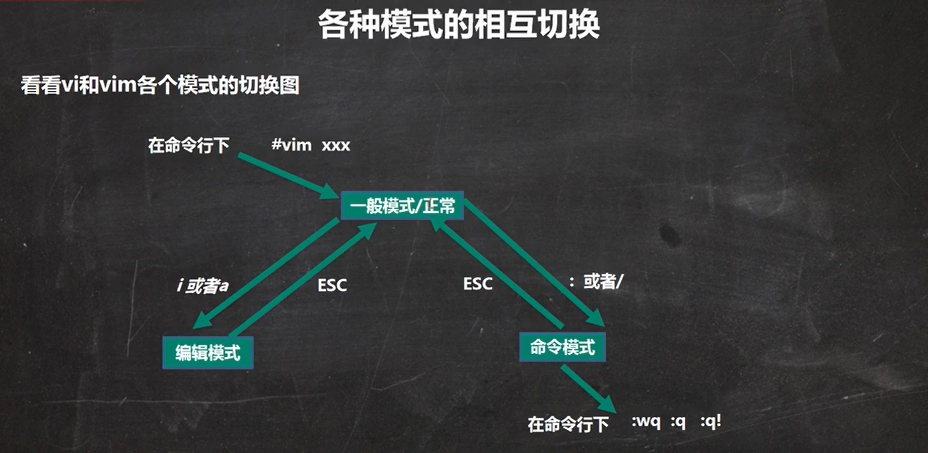 各种模式的相互切换
看看vi和vim各个模式的切换图
在命令行下 #vim xxx
一般模式/正常
i 或者a
ESC
ESC
：或者/
编辑模式
命令模式
在命令行下 :wq :q :q!